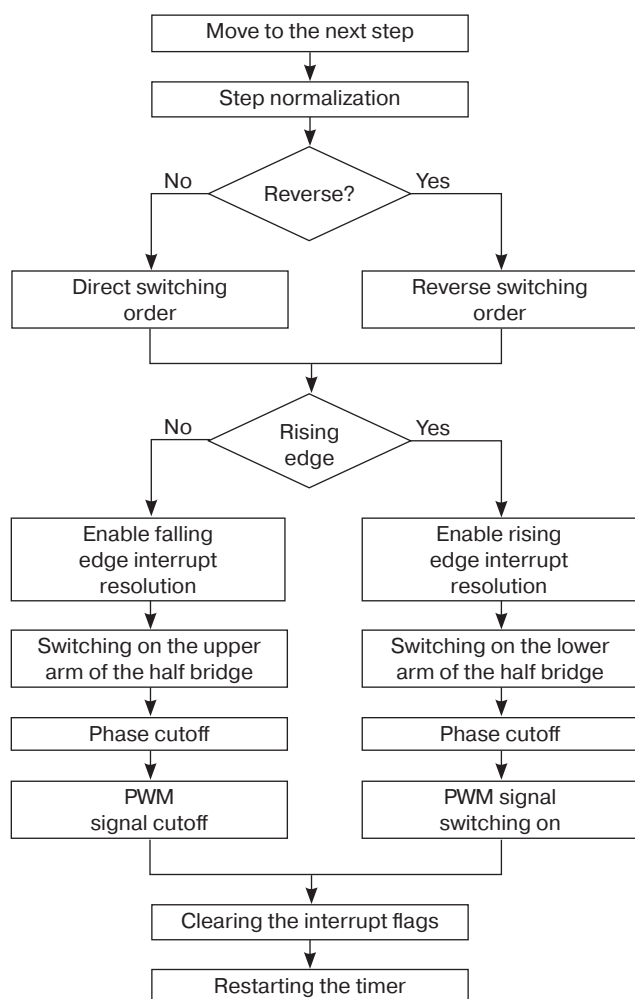 Move to the next step
Step normalization
No
Reverse?
Yes
Direct switching
order
Reverse switching
order
No
Rising
edge
Yes
Enable falling
edge interrupt
resolution
Enable rising
edge interrupt
resolution
Switching on the upper
arm of the half bridge
Switching on the lower
arm of the half bridge
Phase cutoff
Phase cutoff
PWM
signal cutoff
PWM signal
switching on
Clearing the interrupt flags
Restarting the timer